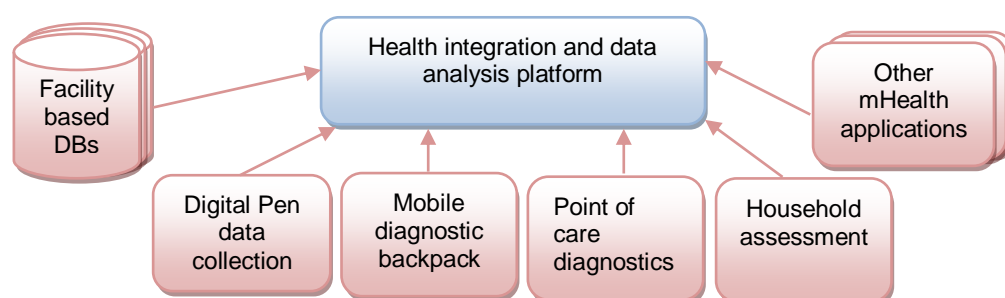 Health integration and data
analysis platform
Facility
based
DBs
Other
mHealth
applications
Digital Pen
data
collection
Mobile
diagnostic
backpack
Point of
care
diagnostics
Household
assessment